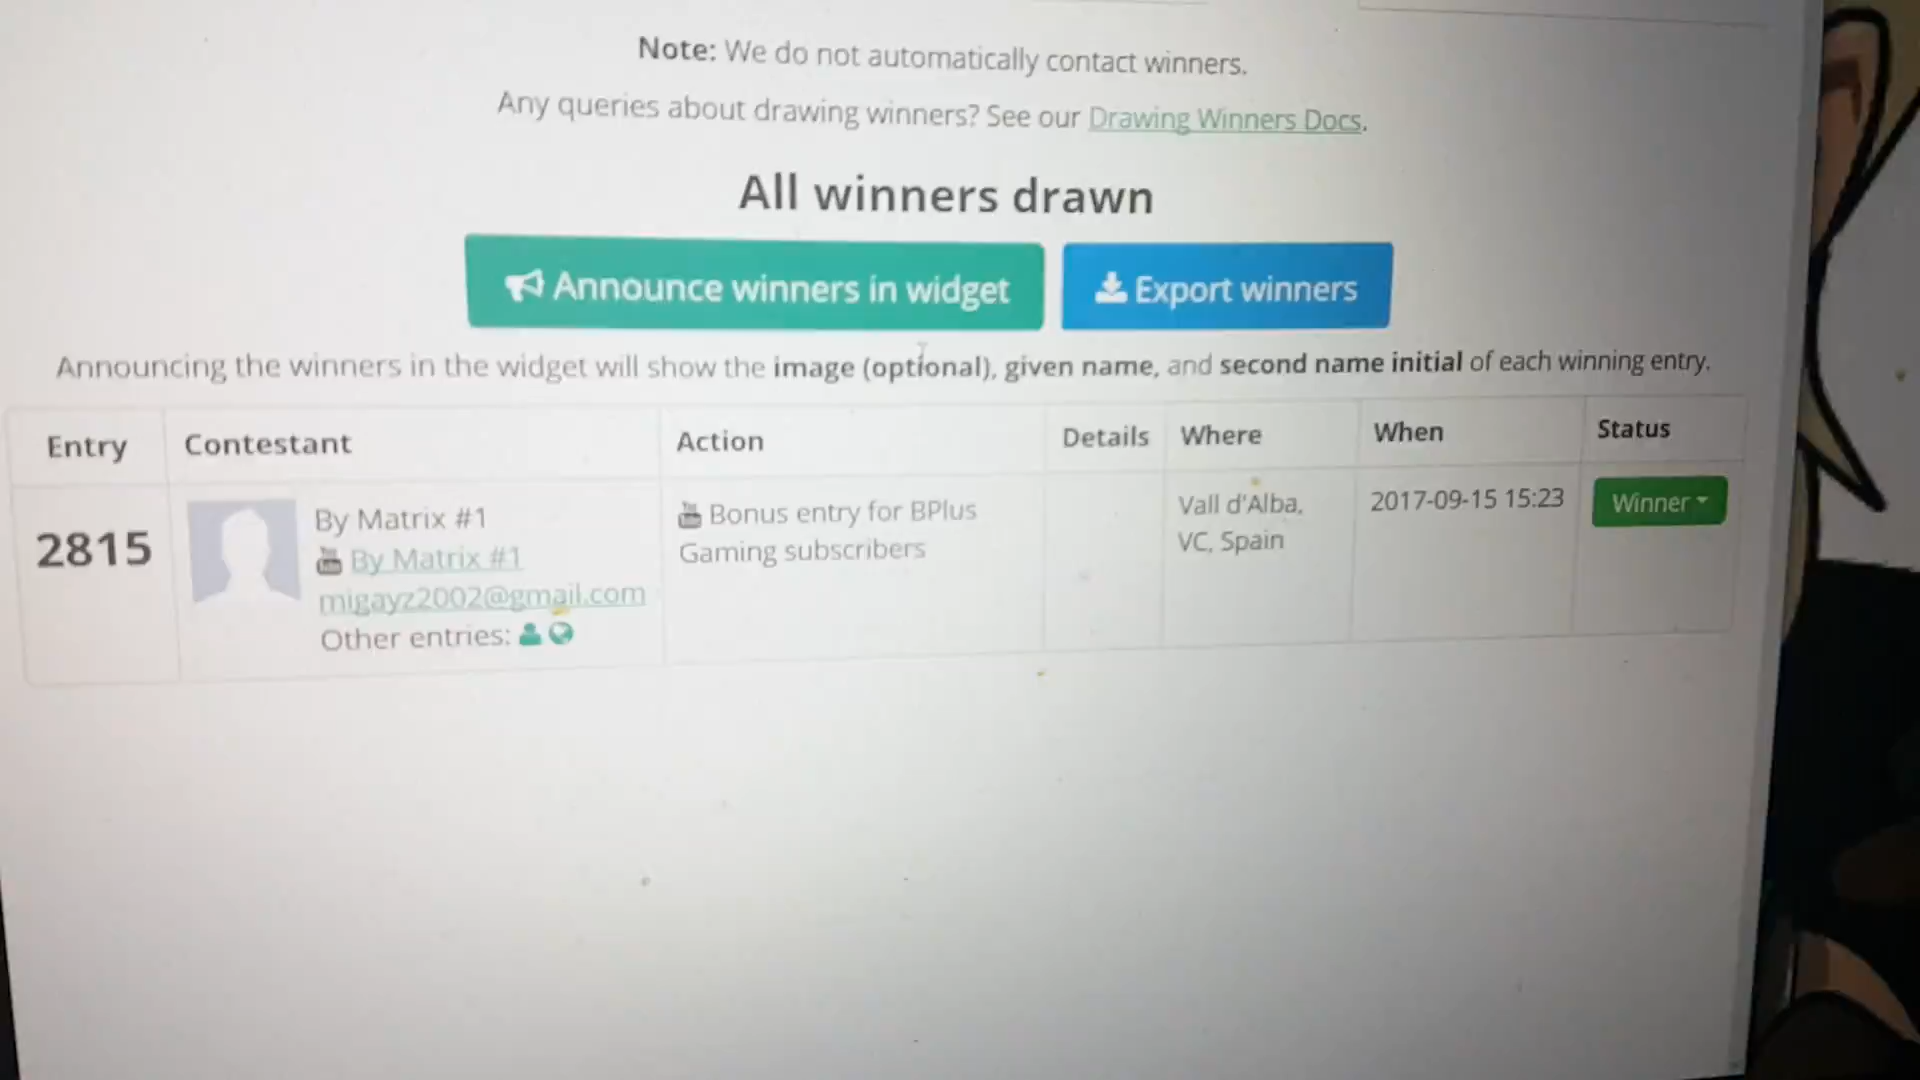 Note: We do not automatically contact winners.
Any queries about drawing winners? See our Drawing Winners Docs.
All winners drawn
Announce winners in widget
Export winners
Announcing the winners in the widget will show the image (optional), given name, and second name initial of each winning entry.
Entry Contestant Action Details Where When Status
2815
By Matrix #1
By Matrix #1
migayz2002@gmail.com
Other entries:
Bonus entry for BPlus
Gaming subscribers
Vall d'Alba,
VC, Spain
2017-09-15 15:23
Winner